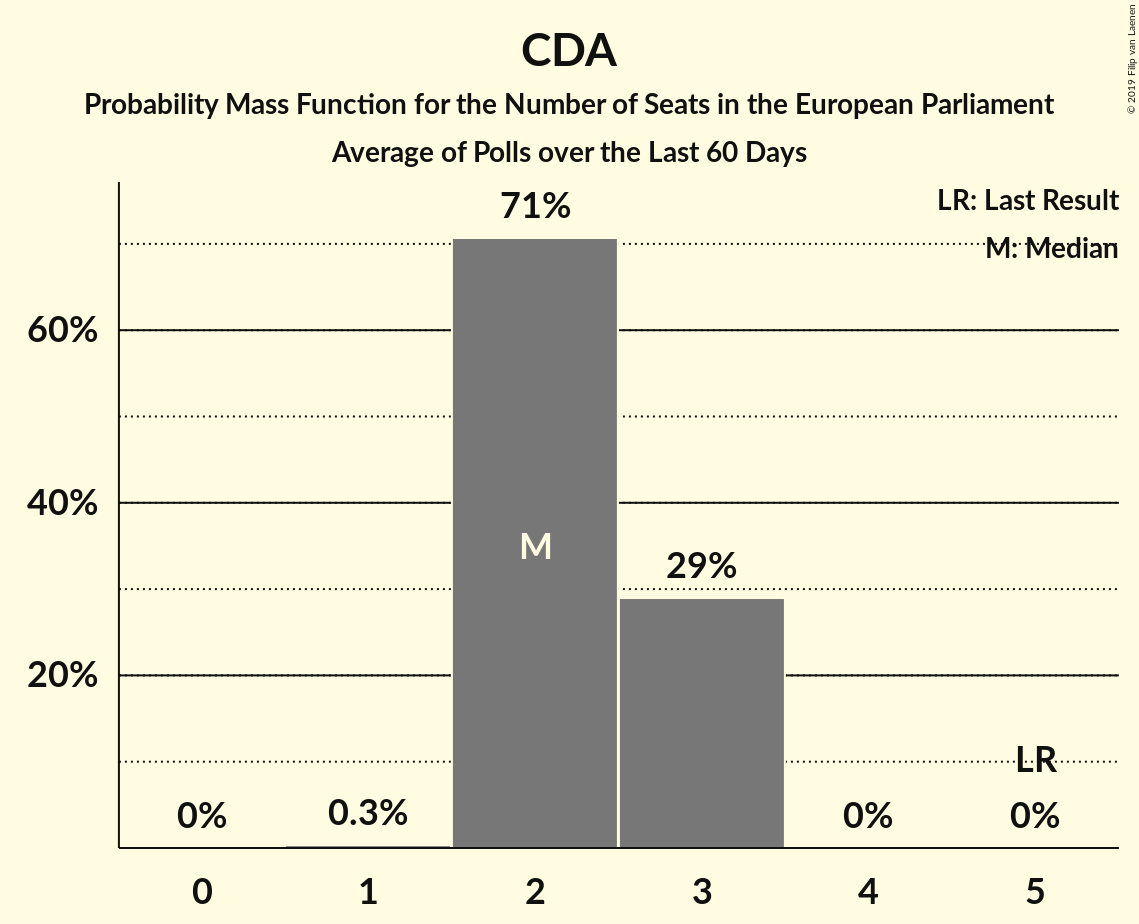 CDA
Probability Mass Function for the Number of Seats in the European Parliament
Average of Polls over the Last 60 Days
© 2019 Filip van Laenen
LR: Last Result
M: Median
71%
60%
40%
M
29%
20%
LR
0%
0.3%
0%
0%
0
1
2
3
4
5